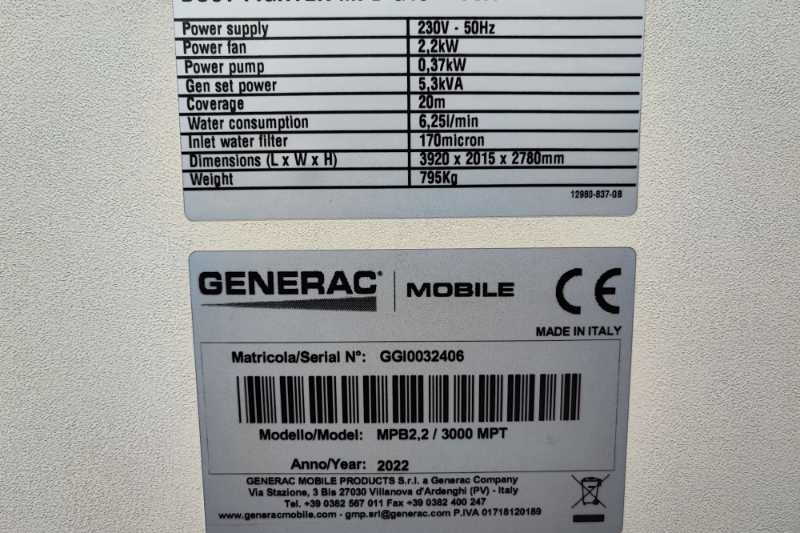 Power supply 230V - 50Hz
Power fan 2,2kW
Power pump 0,37kW
Gen set power 5,3kVA
Coverage 20m
Water consumption 6,25l/min
Inlet water filter 170micron
Dimensions (L x W x H) 3920 x 2015 x 2780mm
Weight 795Kg
12980-837-GB
GENERAC® MOBILE CE
MADE IN ITALY
Matricola/Serial N°: GGI0032406
Modello/Model: MPB2,2 / 3000 MPT
Anno/Year: 2022
GENERAC MOBILE PRODUCTS S.r.l. a Generac Company
Via Stazione, 3 Bis 27030 Villanova d'Ardenghi (PV) - Italy
Tel. +39 0382 567 011 Fax +39 0382 400 247
www.generacmobile.com - gmp.srl@generac.com P.IVA 01718120189